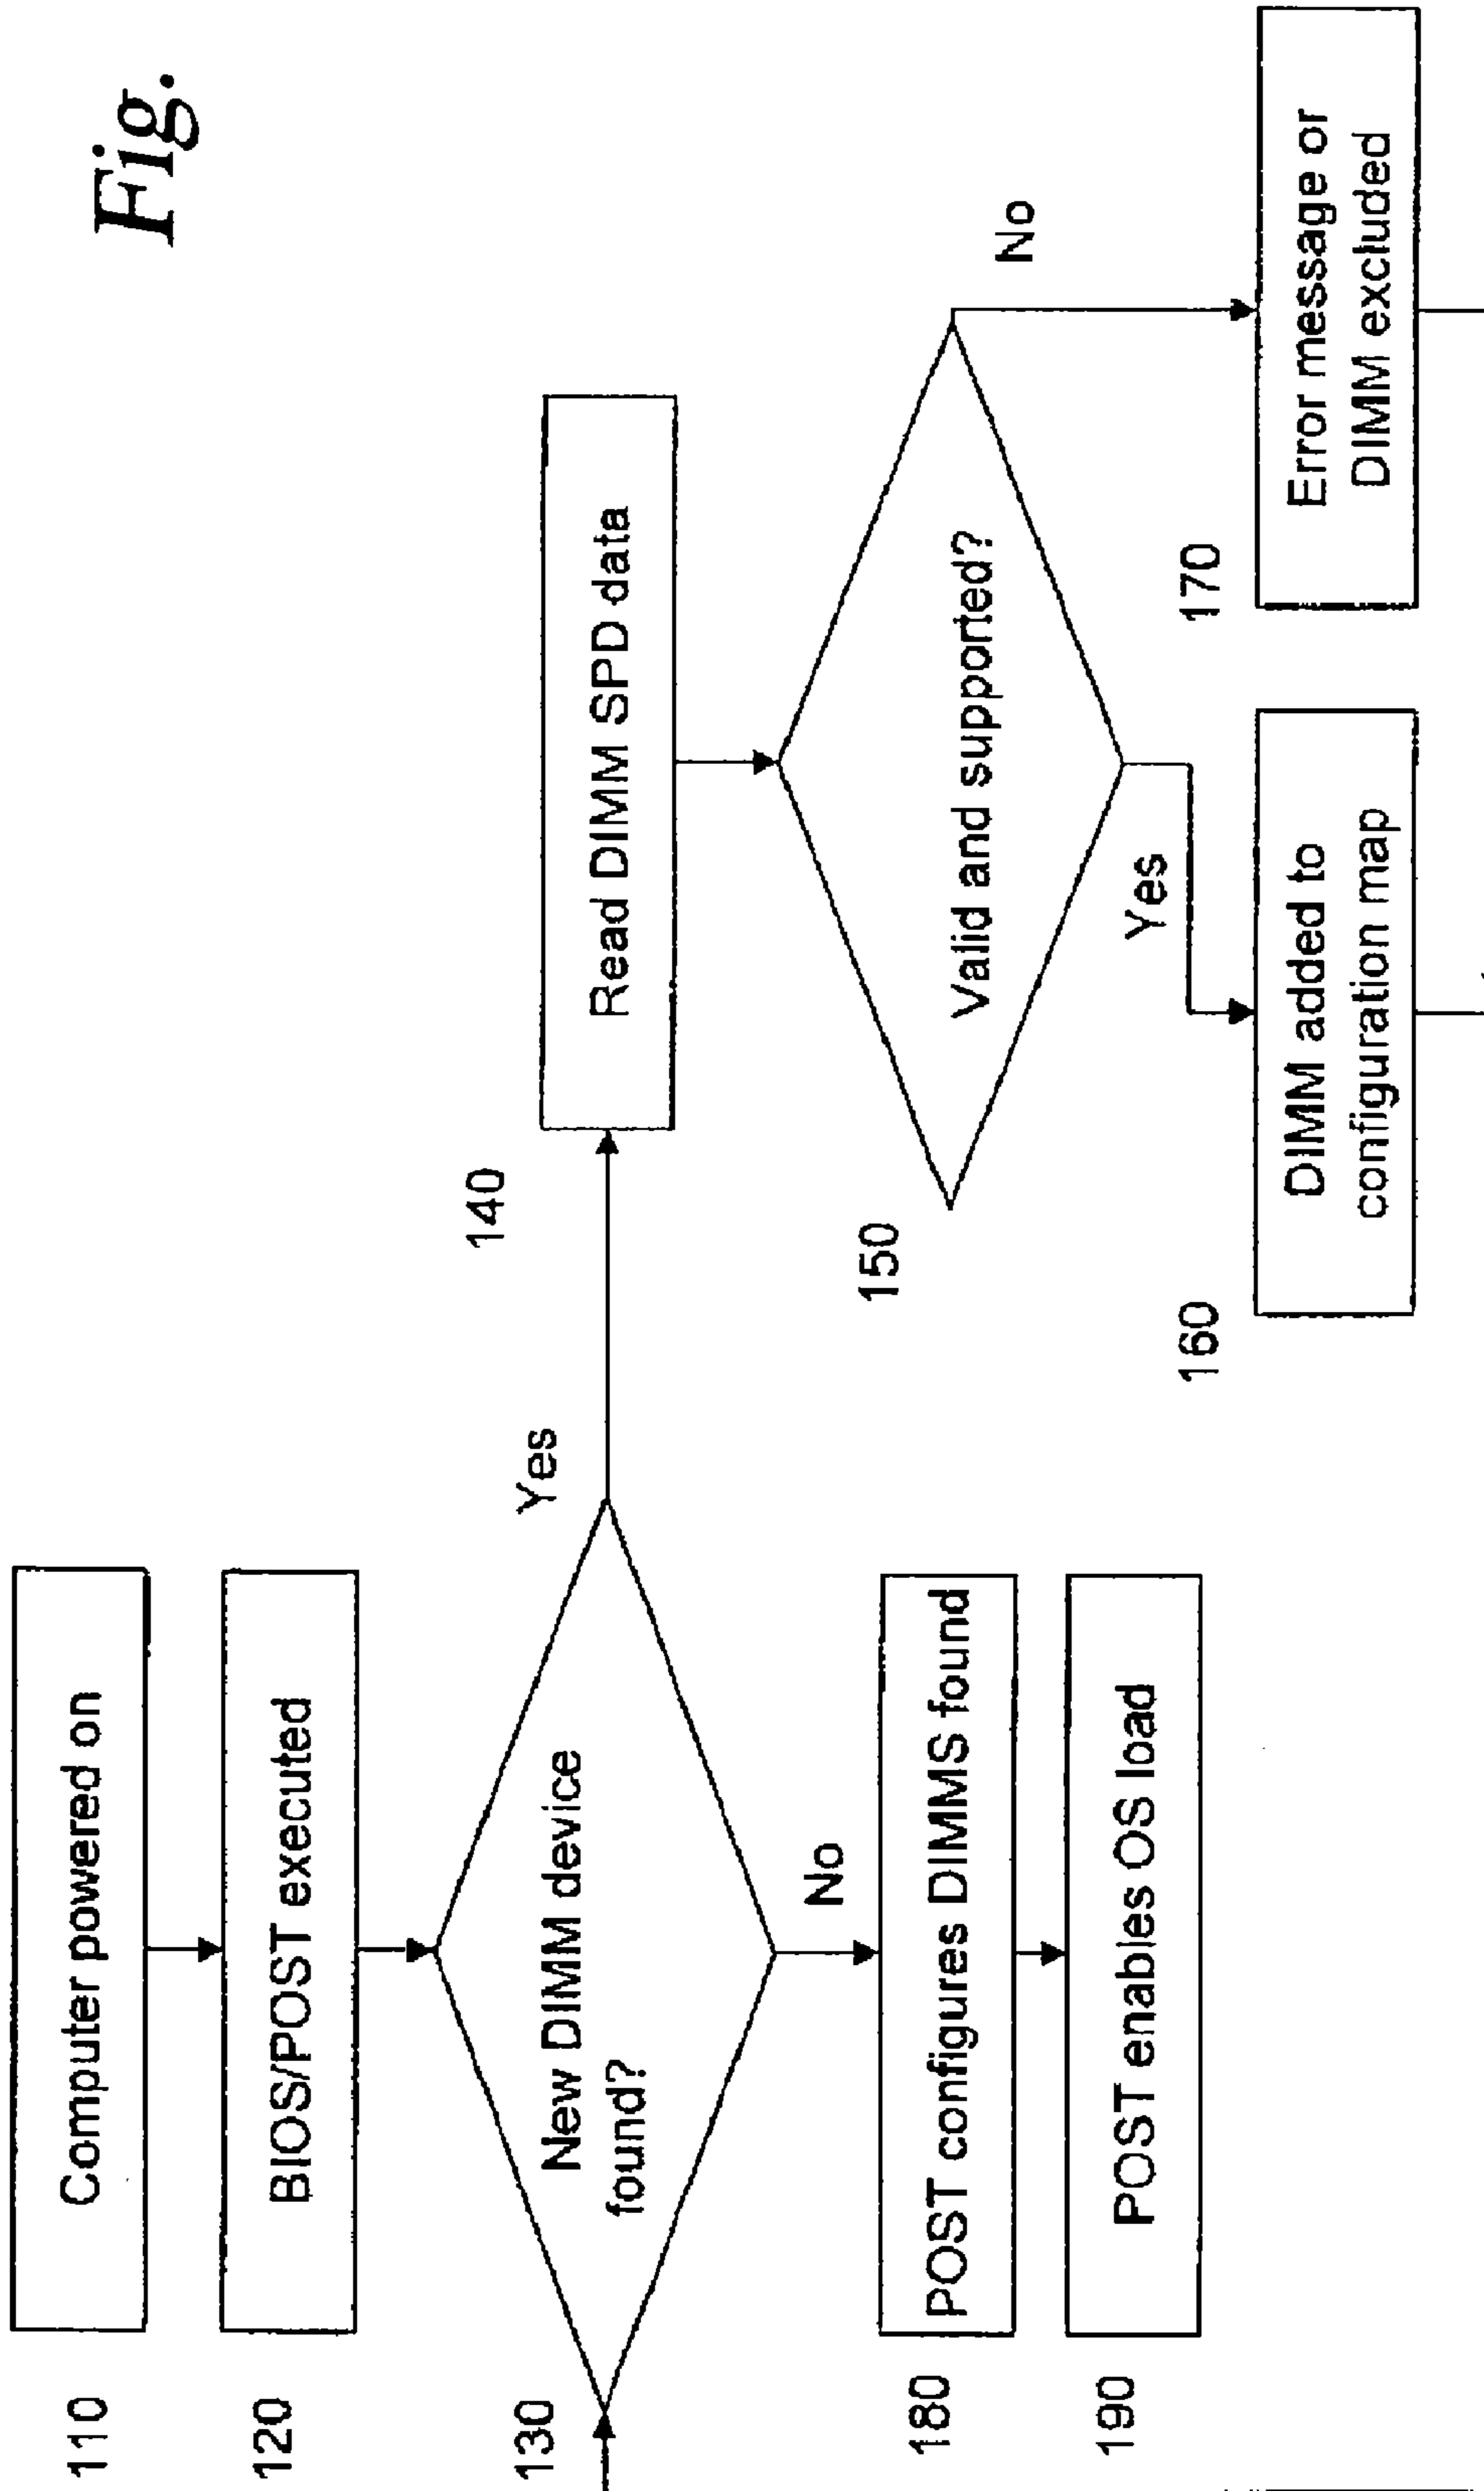 Fig.
110
Computer powered on
120
BIOS/POST executed
130
New DIMM device
found?
Yes
No
140
Read DIMM SPD data
150
Valid and supported?
Yes
No
160
DIMM added to
configuration map
170
Error message or
DIMM excluded
180
POST configures DIMMS found
190
POST enables OS load